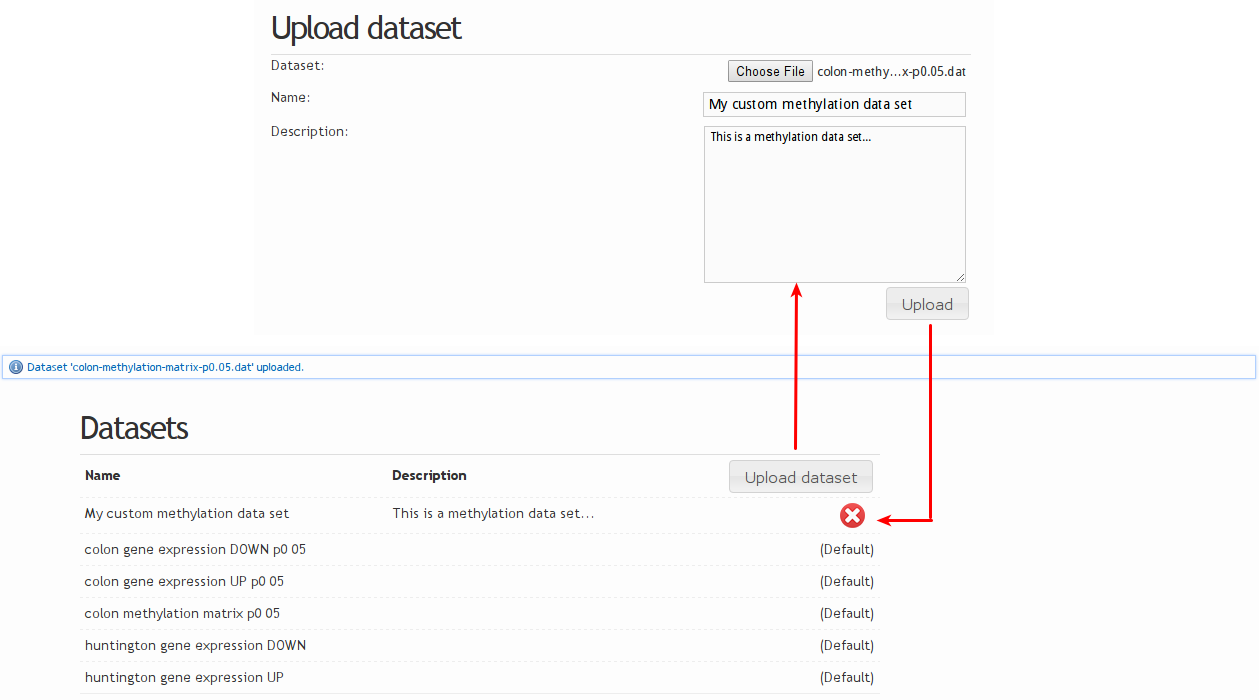 Upload dataset
Dataset: Choose File colon-methy...x-p0.05.dat
Name: My custom methylation data set
Description: This is a methylation data set...
Upload
Dataset 'colon-methylation-matrix-p0.05.dat' uploaded.
Datasets
Name Description Upload dataset
My custom methylation data set This is a methylation data set...
colon gene expression DOWN p0 05 (Default)
colon gene expression UP p0 05 (Default)
colon methylation matrix p0 05 (Default)
huntington gene expression DOWN (Default)
huntington gene expression UP (Default)